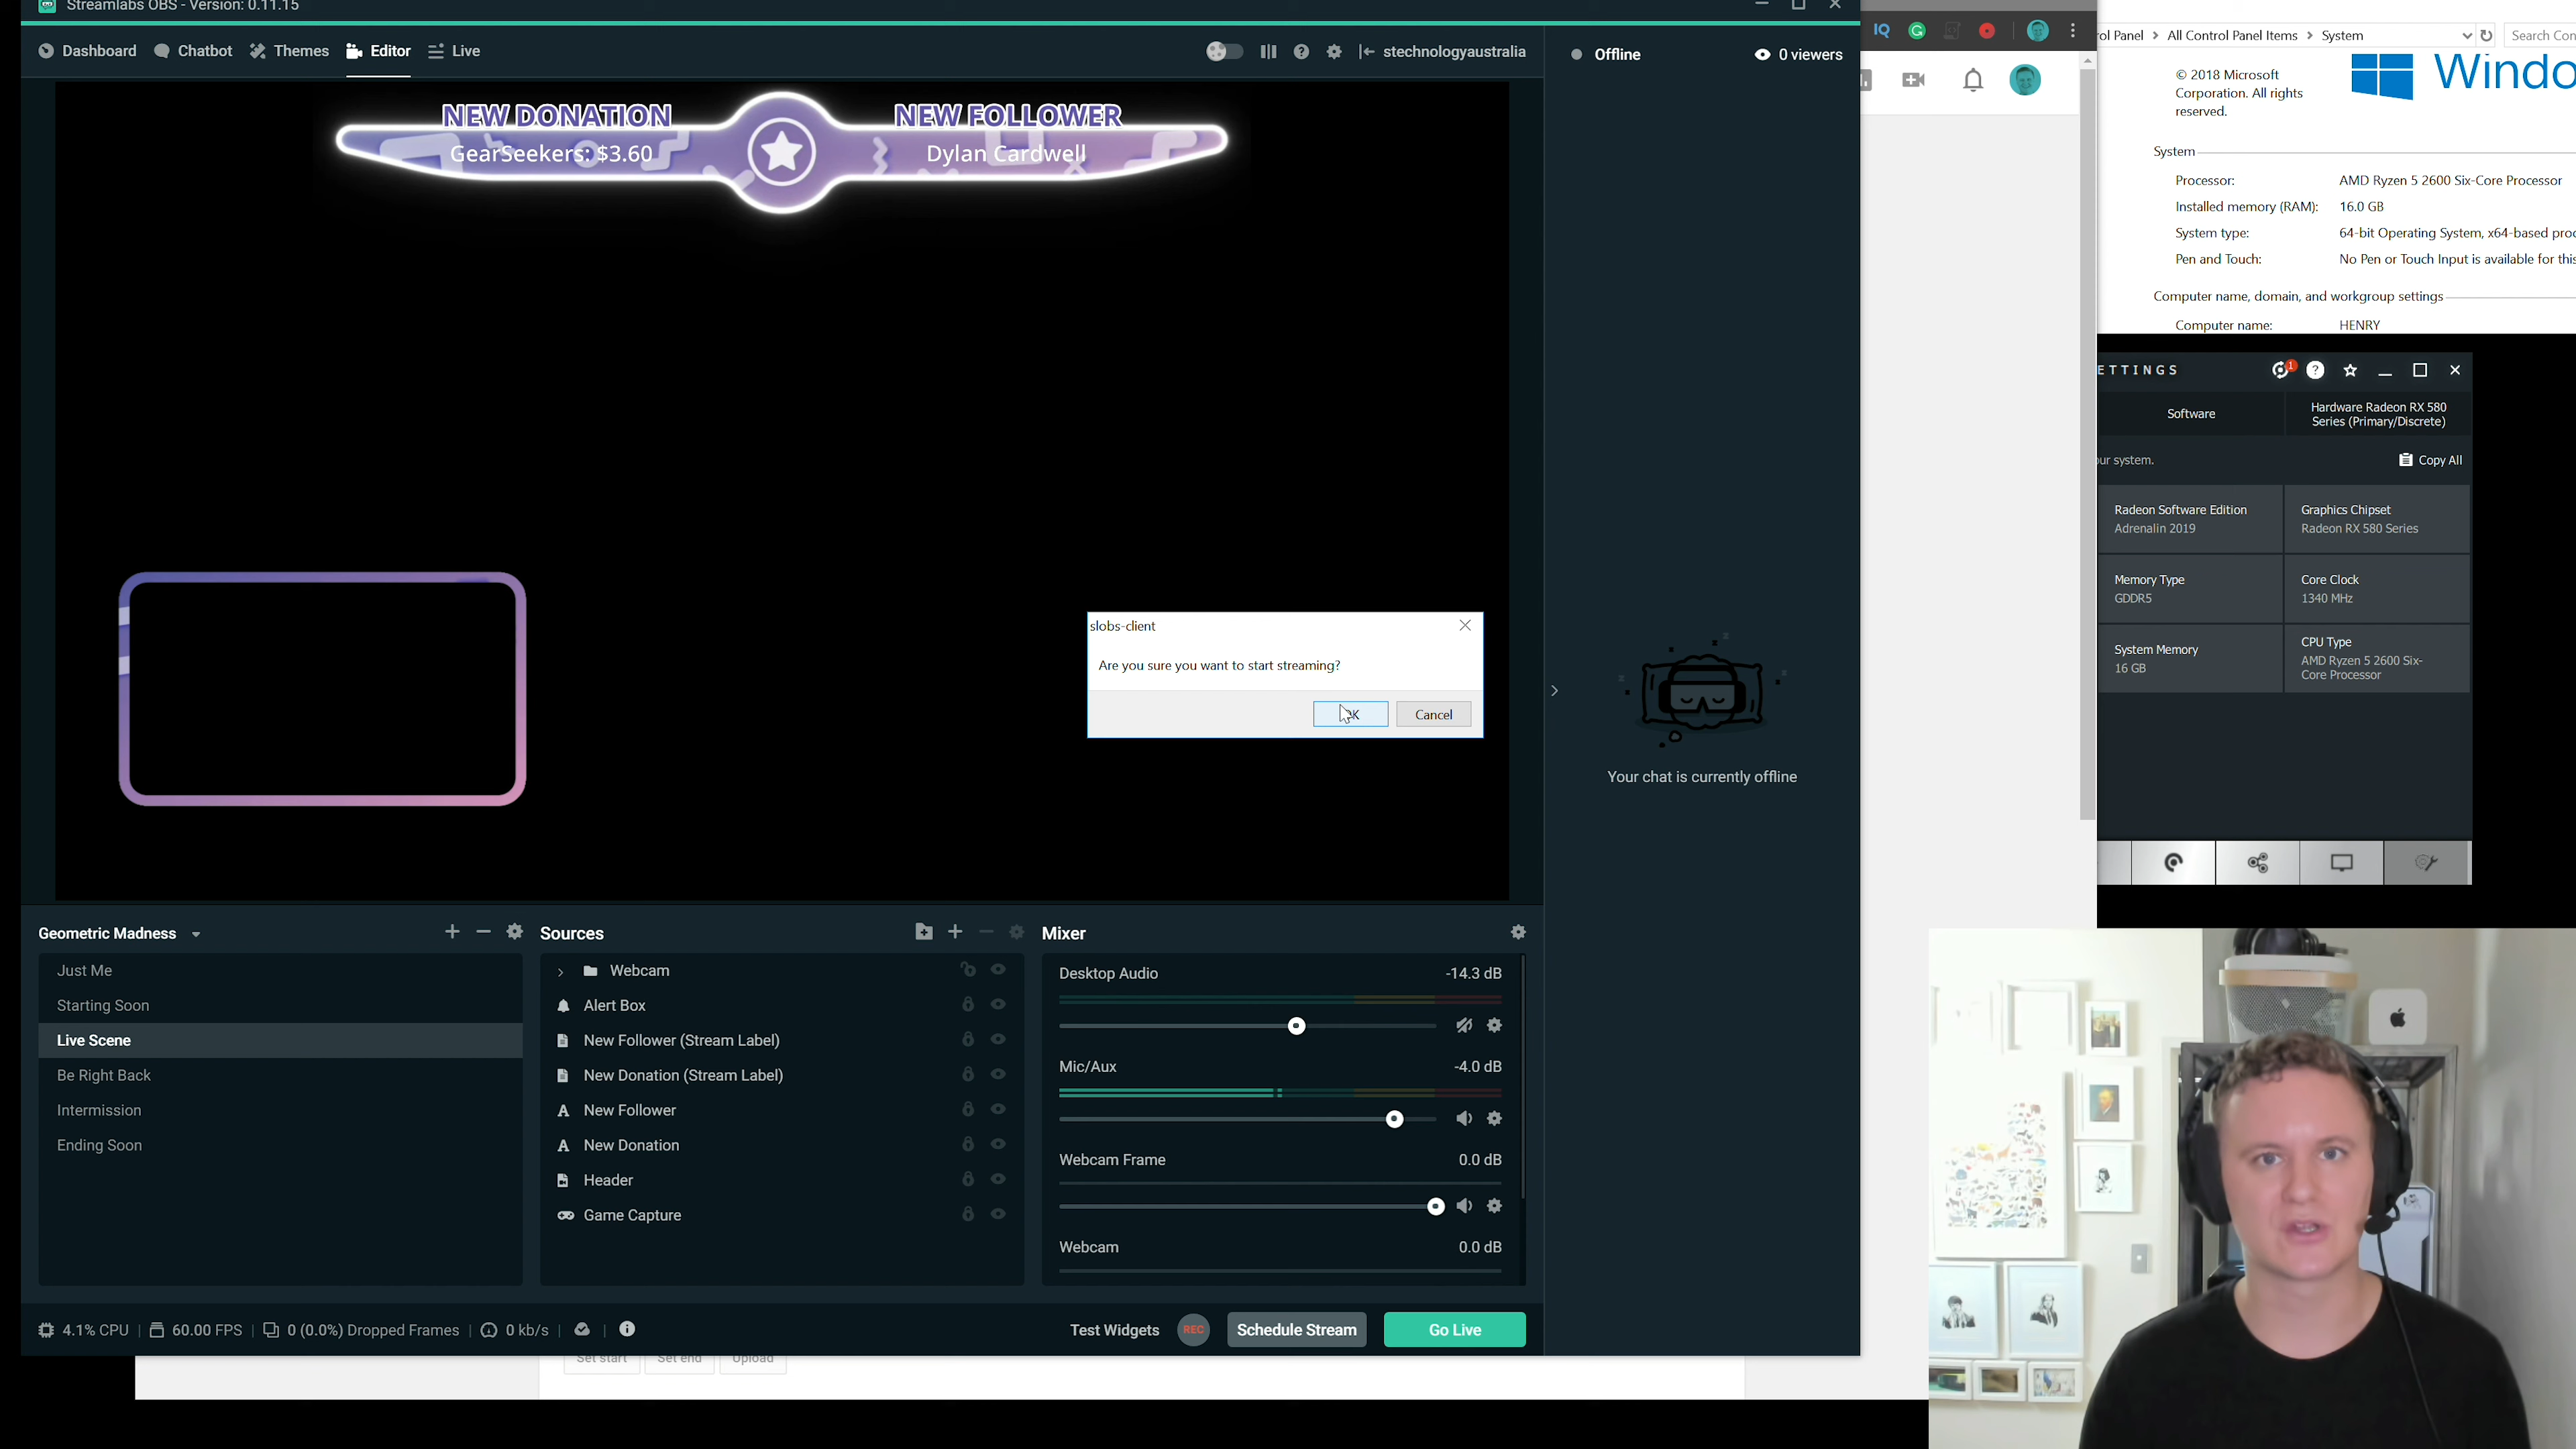 Streamlabs OBS - Version: 0.11.15
Dashboard Chatbot Themes Editor Live
stechnologyaustralia
Offline 0 viewers
NEW DONATION
GearSeekers: $3.60
NEW FOLLOWER
Dylan Cardwell
slobs-client
Are you sure you want to start streaming?
OK Cancel
Your chat is currently offline
Geometric Madness
Just Me
Starting Soon
Live Scene
Be Right Back
Intermission
Ending Soon
Sources
Webcam
Alert Box
New Follower (Stream Label)
New Donation (Stream Label)
A New Follower
A New Donation
Header
Game Capture
Mixer
Desktop Audio -14.3 dB
Mic/Aux -4.0 dB
Webcam Frame 0.0 dB
Webcam 0.0 dB
4.1% CPU 60.00 FPS 0 (0.0%) Dropped Frames 0 kb/s
Test Widgets REC Schedule Stream Go Live
Set start Set end Upload
IQ
Panel > All Control Panel Items > System
Search
© 2018 Microsoft
Corporation. All rights
reserved.
System
Processor: AMD Ryzen 5 2600 Six-Core Processor
Installed memory (RAM): 16.0 GB
System type: 64-bit Operating System, x64-based
Pen and Touch: No Pen or Touch Input is available for
Computer name, domain, and workgroup settings
Computer name: HENRY
ETTINGS
1
Software
Hardware Radeon RX 580
Series (Primary/Discrete)
system.
Copy All
Radeon Software Edition
Adrenalin 2019
Graphics Chipset
Radeon RX 580 Series
Memory Type
GDDR5
Core Clock
1340 MHz
System Memory
16 GB
CPU Type
AMD Ryzen 5 2600 Six-
Core Processor